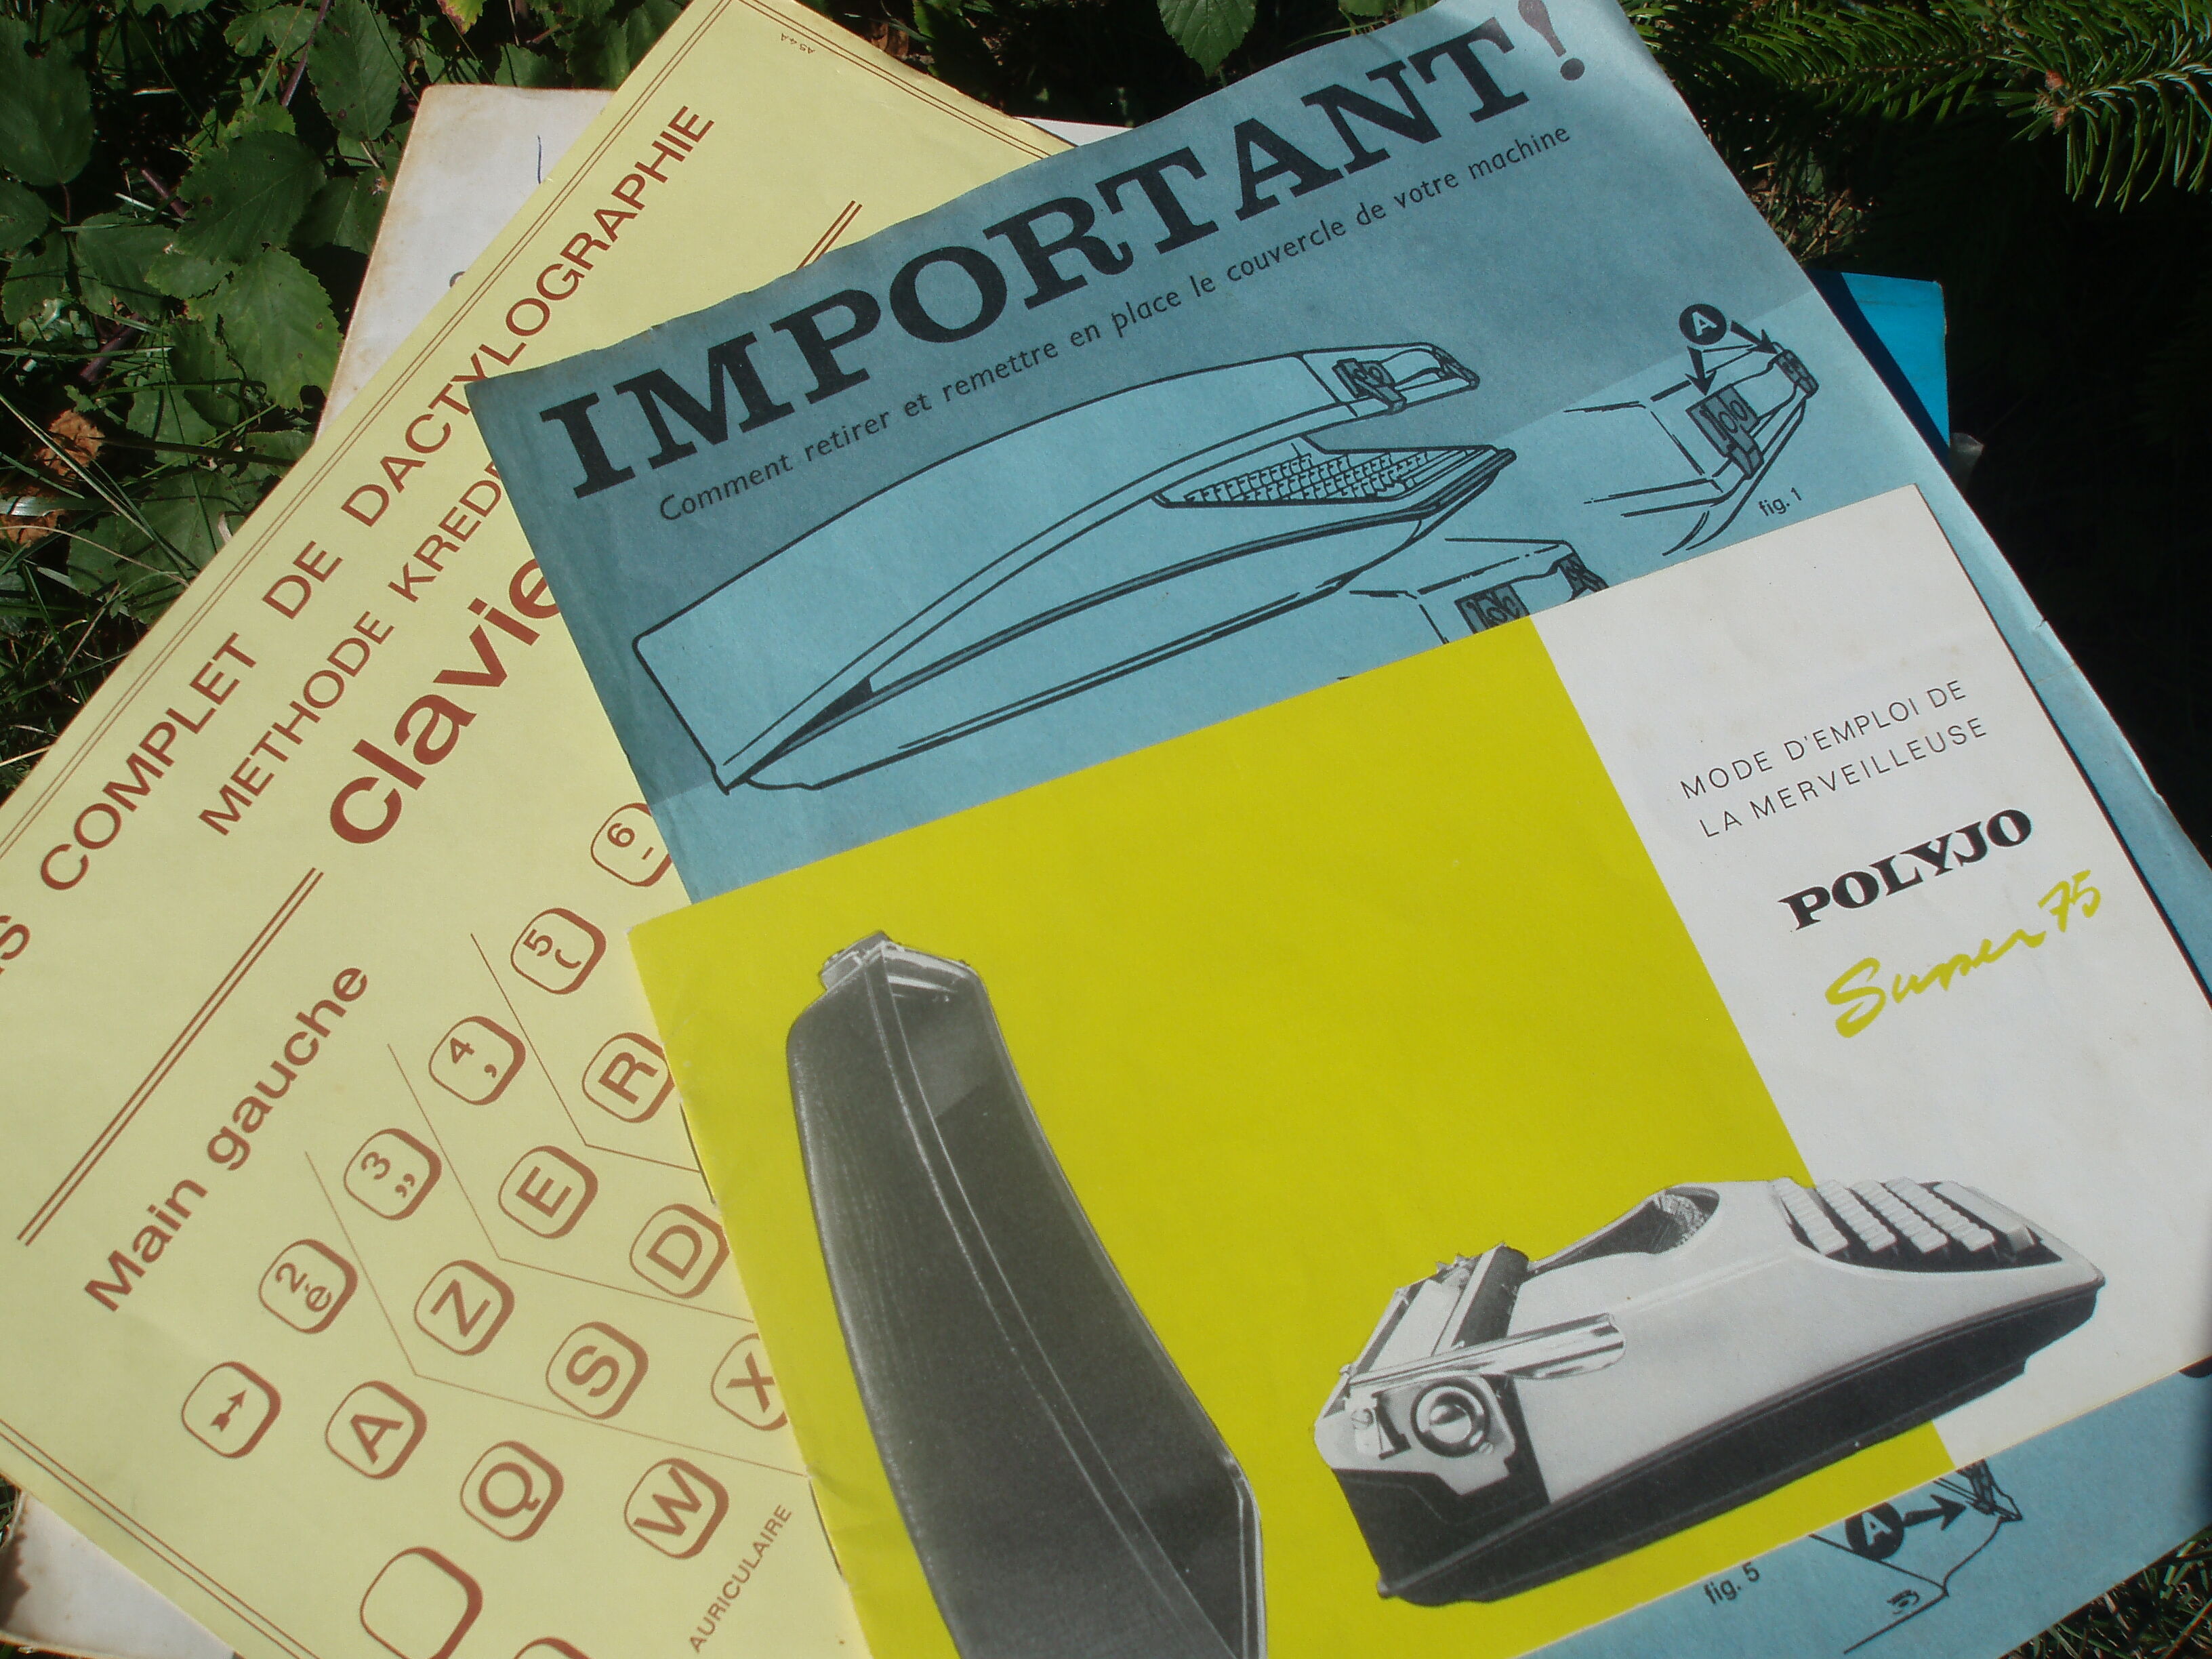 COMPLET DE DACTYLOGRAPHIE
METHODE
clavie
Main gauche
6 -
5 (
4 '
3 "
2 é
R
E
Z
A
D
S
Q
X
W
AURICULAIRE
IMPORTANT!
Comment retirer et remettre en place le couvercle de votre machine
A
fig. 1
MODE D'EMPLOI DE
LA MERVEILLEUSE
POLYJO
Super 75
A
fig. 5